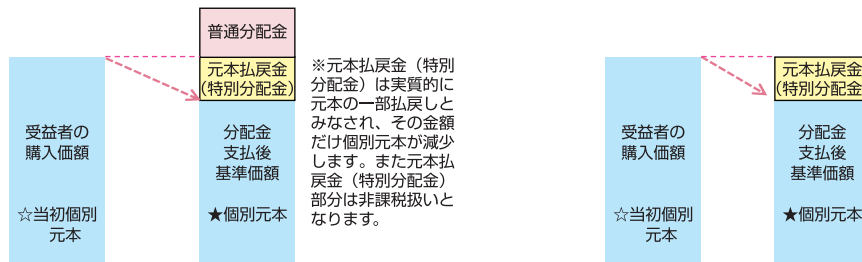 普通分配金
元本払戻金
（特別分配金）
受益者の
購入価額
☆当初個別
元本
分配金
支払後
基準価額
★個別元本
※元本払戻金（特別
分配金）は実質的に
元本の一部払戻しと
みなされ、その金額
だけ個別元本が減少
します。また元本払
戻金（特別分配金）
部分は非課税扱いと
なります。
受益者の
購入価額
☆当初個別
元本
元本払戻金
（特別分配金
分配金
支払後
基準価額
★個別元本